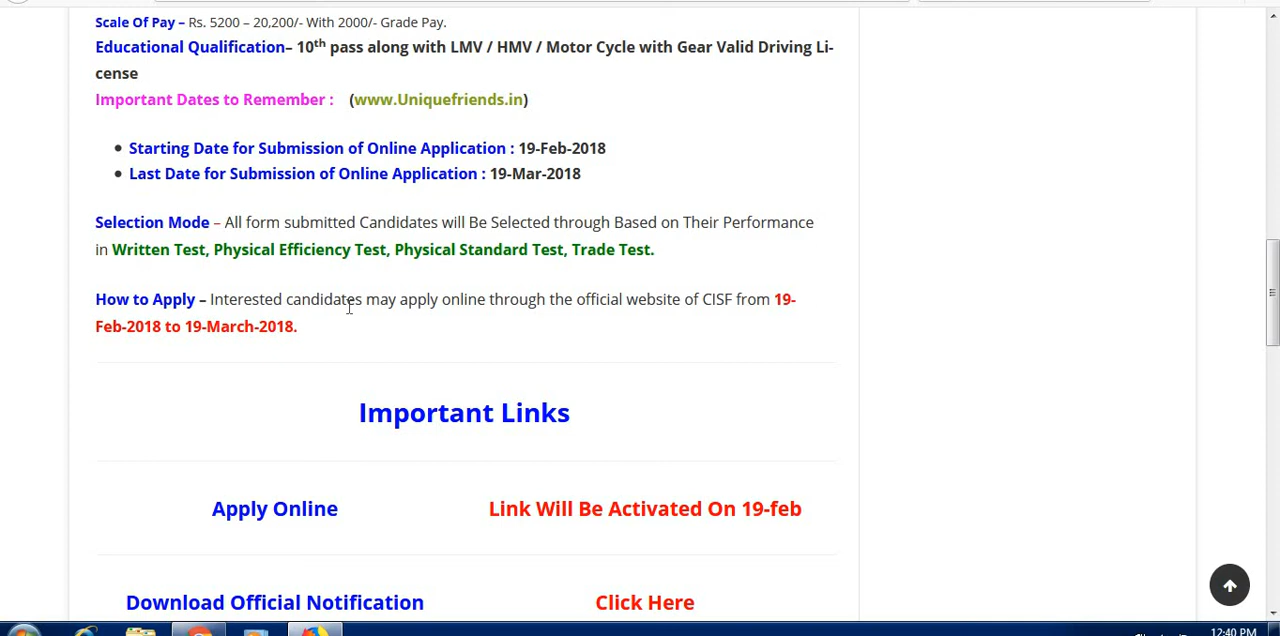 Scale Of Pay – Rs. 5200 – 20,200/- With 2000/- Grade Pay.
Educational Qualification– 10th pass along with LMV / HMV / Motor Cycle with Gear Valid Driving Li-
cense
Important Dates to Remember : (www.Uniquefriends.in)
• Starting Date for Submission of Online Application : 19-Feb-2018
• Last Date for Submission of Online Application : 19-Mar-2018
Selection Mode – All form submitted Candidates will Be Selected through Based on Their Performance
in Written Test, Physical Efficiency Test, Physical Standard Test, Trade Test.
How to Apply – Interested candidates may apply online through the official website of CISF from 19-
Feb-2018 to 19-March-2018.
Important Links
Apply Online Link Will Be Activated On 19-feb
Download Official Notification Click Here
12:40 PM